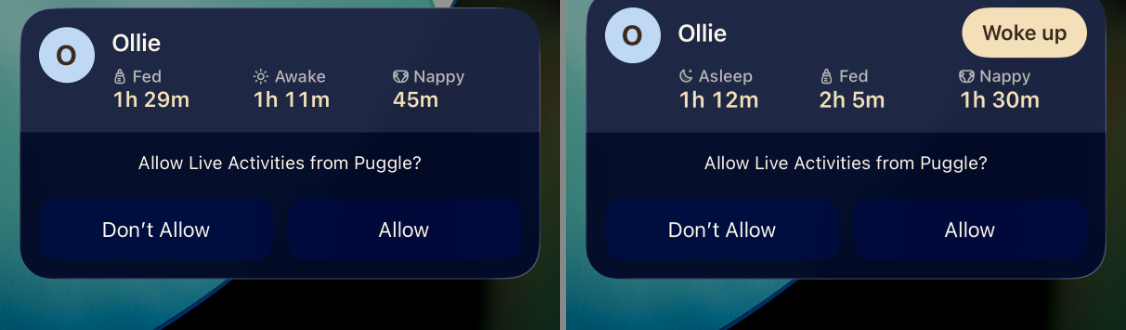 O
Ollie
Fed Awake Nappy
1h 29m 1h 11m 45m
Allow Live Activities from Puggle?
Don't Allow Allow
O
Ollie
Woke up
Asleep Fed Nappy
1h 12m 2h 5m 1h 30m
Allow Live Activities from Puggle?
Don't Allow Allow